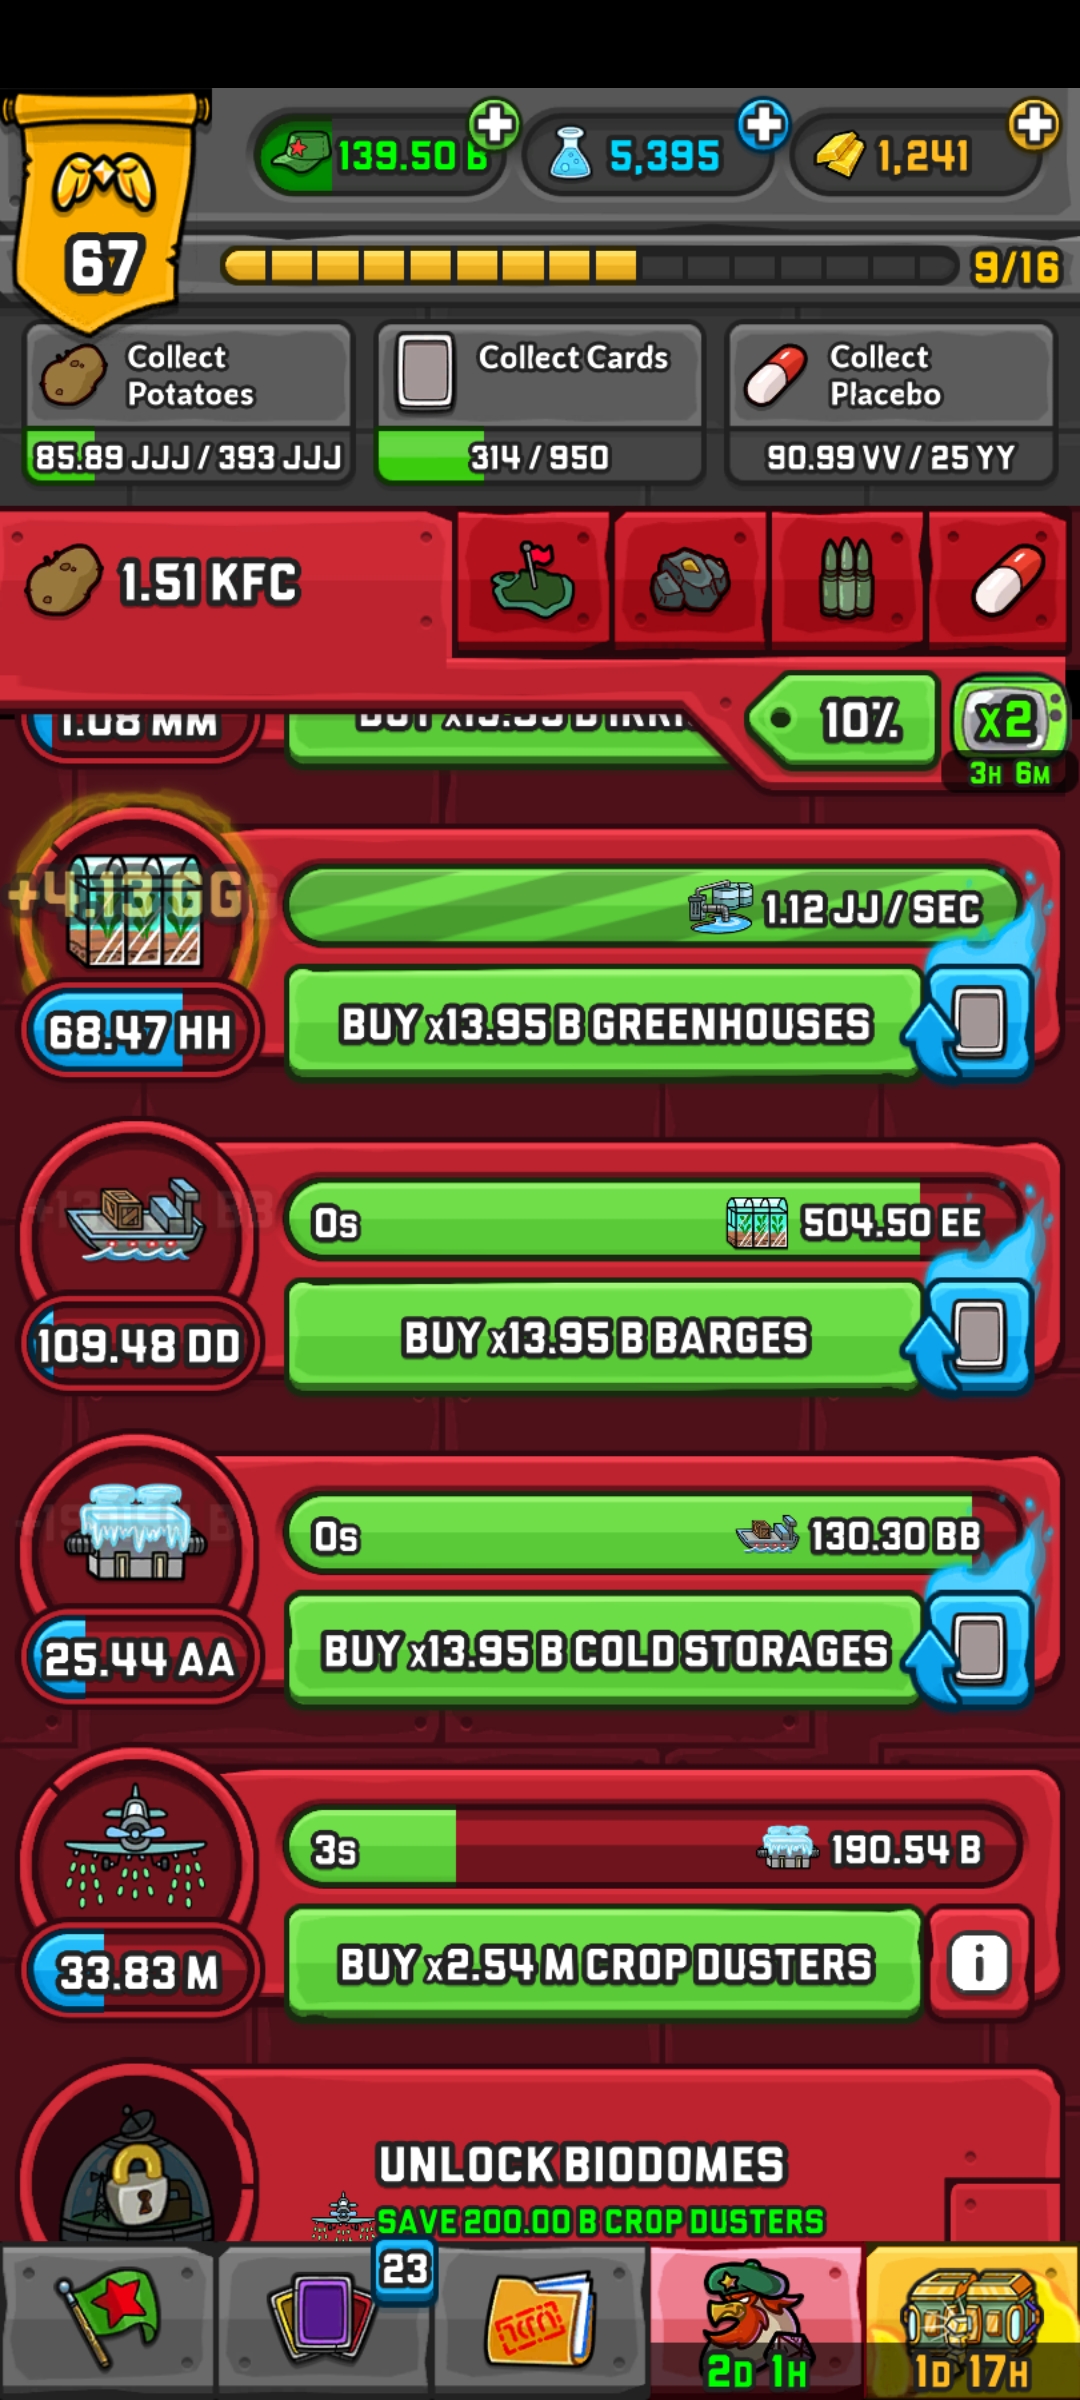 139.50 B
5,395
1,241
67
9/16
Collect
Potatoes
85.89 JJJ / 393 JJJ
Collect Cards
314 / 950
Collect
Placebo
90.99 VV / 25 YY
1.51 KFC
10%
x2
3H 6M
1.08 MM
+4.13 GG
1.12 JJ / SEC
68.47 HH
BUY x13.95 B GREENHOUSES
0s
504.50 EE
109.48 DD
BUY x13.95 B BARGES
0s
130.30 BB
25.44 AA
BUY x13.95 B COLD STORAGES
3s
190.54 B
33.83 M
BUY x2.54 M CROP DUSTERS
i
UNLOCK BIODOMES
SAVE 200.00 B CROP DUSTERS
23
2D 1H
1D 17H